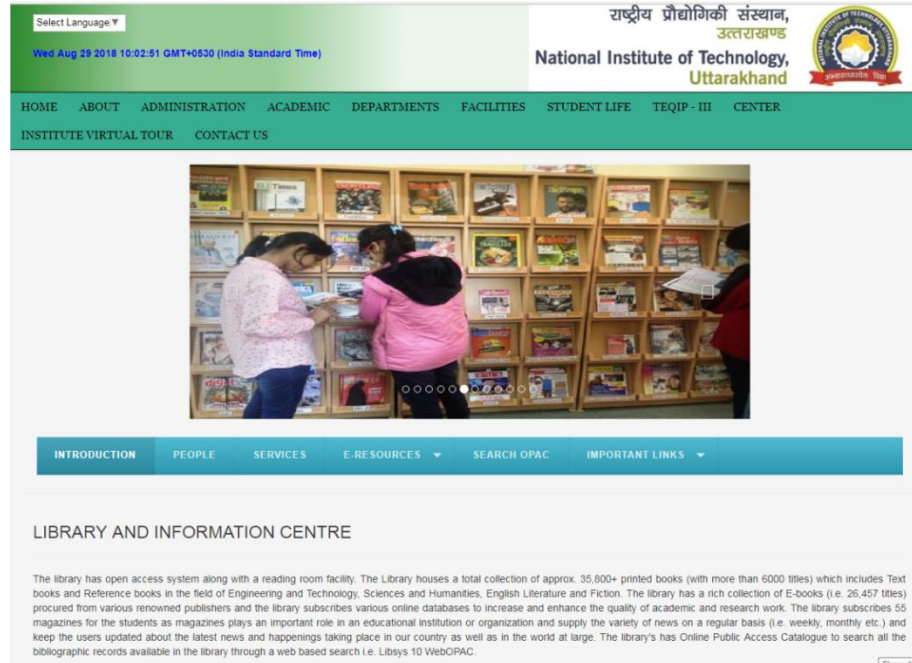 Select Language ▼
Wed Aug 29 2018 10:02:51 GMT+0530 (India Standard Time)
राष्ट्रीय प्रौद्योगिकी संस्थान,
उत्तराखण्ड
National Institute of Technology,
Uttarakhand
HOME ABOUT ADMINISTRATION ACADEMIC DEPARTMENTS FACILITIES STUDENT LIFE TEQIP - III CENTER
INSTITUTE VIRTUAL TOUR CONTACT US
INTRODUCTION PEOPLE SERVICES E-RESOURCES SEARCH OPAC IMPORTANT LINKS
LIBRARY AND INFORMATION CENTRE
The library has open access system along with a reading room facility. The Library houses a total collection of approx. 35,800+ printed books (with more than 6000 titles) which includes Text
books and Reference books in the field of Engineering and Technology, Sciences and Humanities, English Literature and Fiction. The library has a rich collection of E-books (i.e. 26,457 titles)
procured from various renowned publishers and the library subscribes various online databases to increase and enhance the quality of academic and research work. The library subscribes 55
magazines for the students as magazines plays an important role in an educational institution or organization and supply the variety of news on a regular basis (i.e. weekly, monthly etc.) and
keep the users updated about the latest news and happenings taking place in our country as well as in the world at large. The library's has Online Public Access Catalogue to search all the
bibliographic records available in the library through a web based search i.e. Libsys 10 WebOPAC.